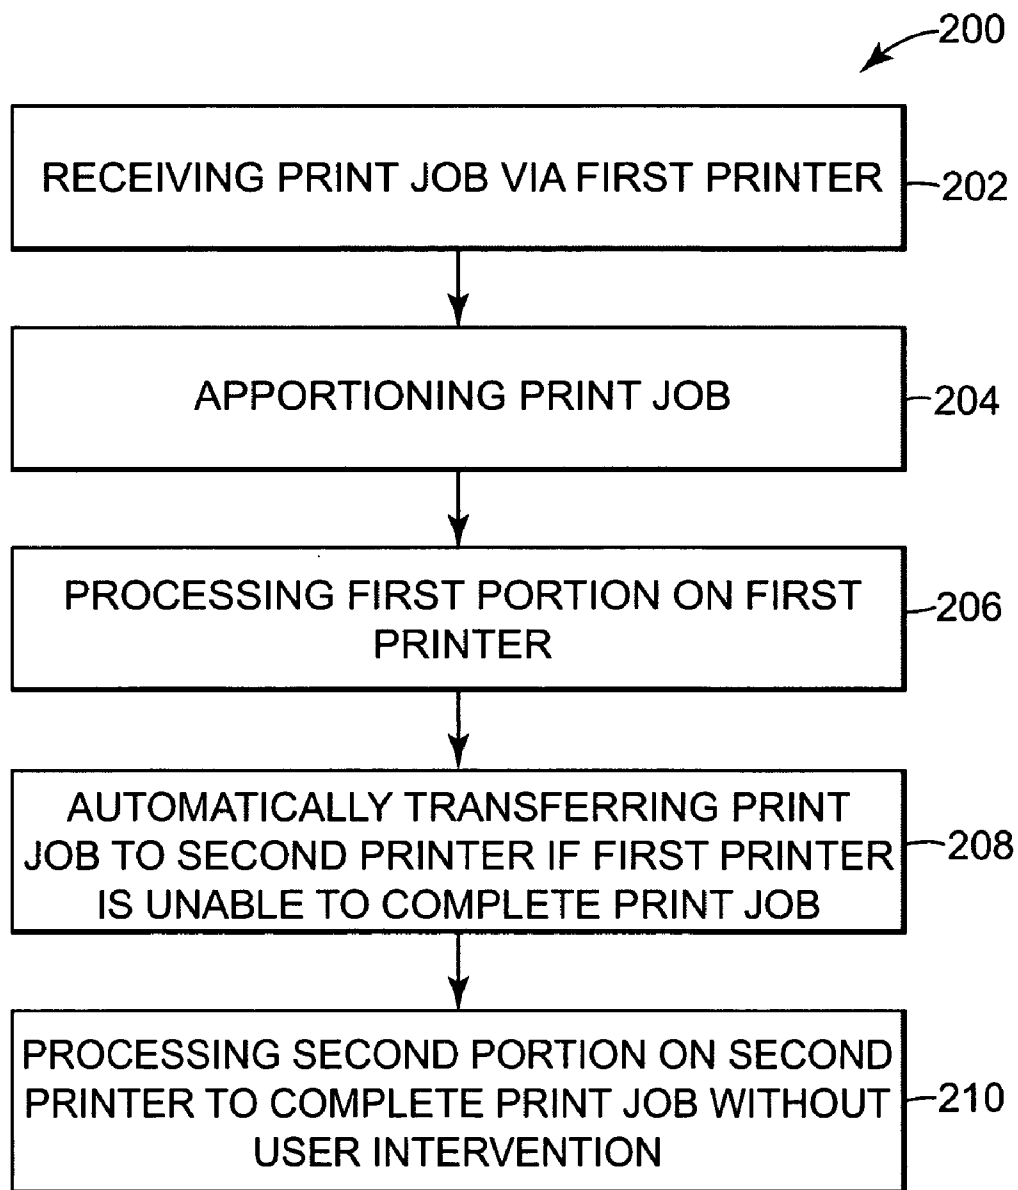 200
RECEIVING PRINT JOB VIA FIRST PRINTER
202
APPORTIONING PRINT JOB
204
PROCESSING FIRST PORTION ON FIRST
PRINTER
206
AUTOMATICALLY TRANSFERRING PRINT
JOB TO SECOND PRINTER IF FIRST PRINTER
IS UNABLE TO COMPLETE PRINT JOB
208
PROCESSING SECOND PORTION ON SECOND
PRINTER TO COMPLETE PRINT JOB WITHOUT
USER INTERVENTION
210